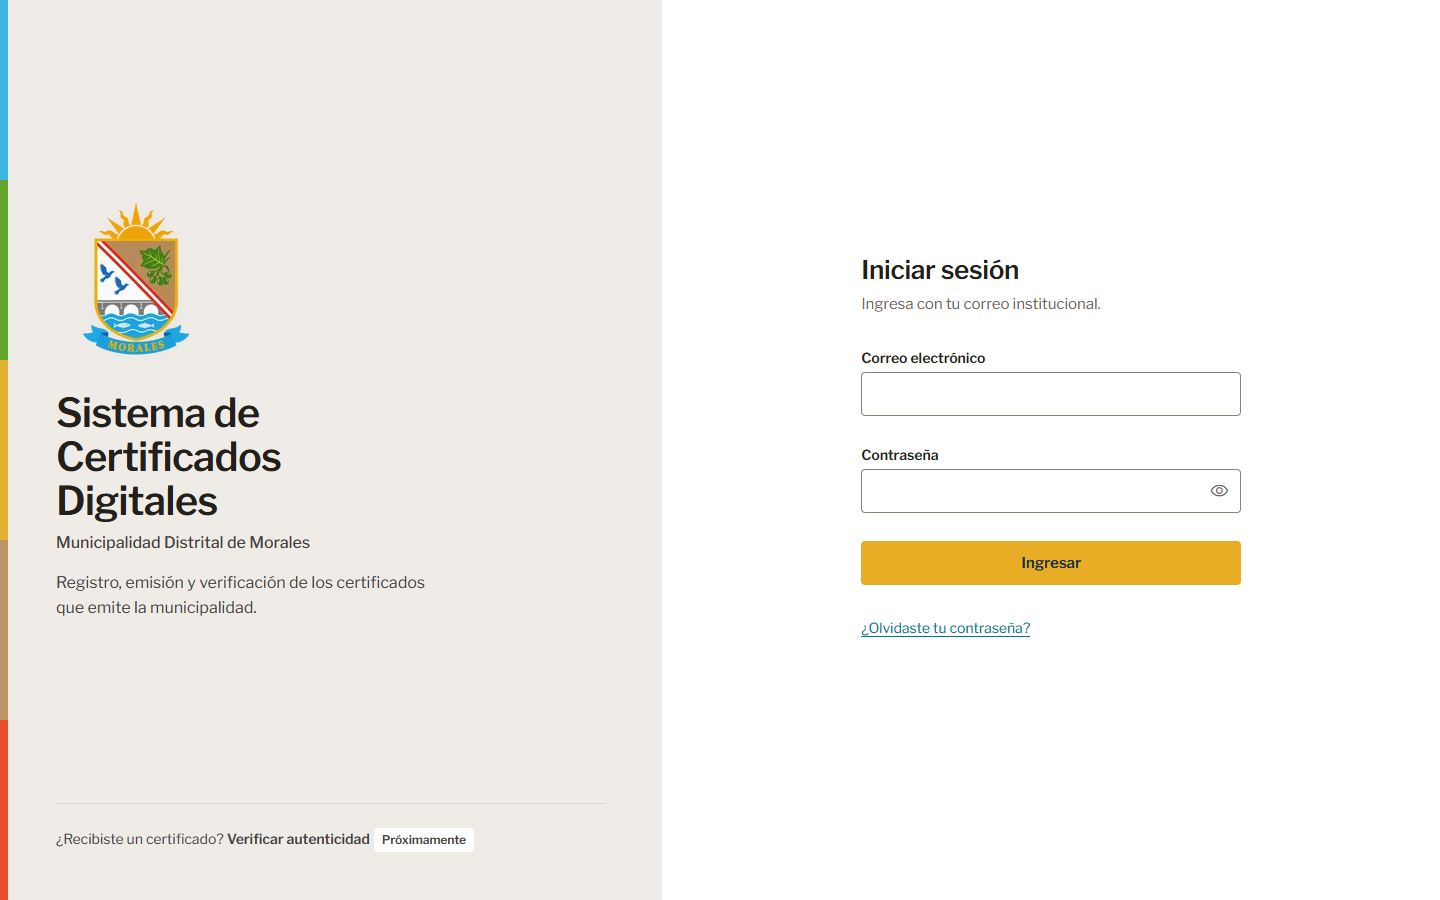 MORALES
Sistema de
Certificados
Digitales
Municipalidad Distrital de Morales
Registro, emisión y verificación de los certificados
que emite la municipalidad.
¿Recibiste un certificado? Verificar autenticidad Próximamente
Iniciar sesión
Ingresa con tu correo institucional.
Correo electrónico
Contraseña
Ingresar
¿Olvidaste tu contraseña?